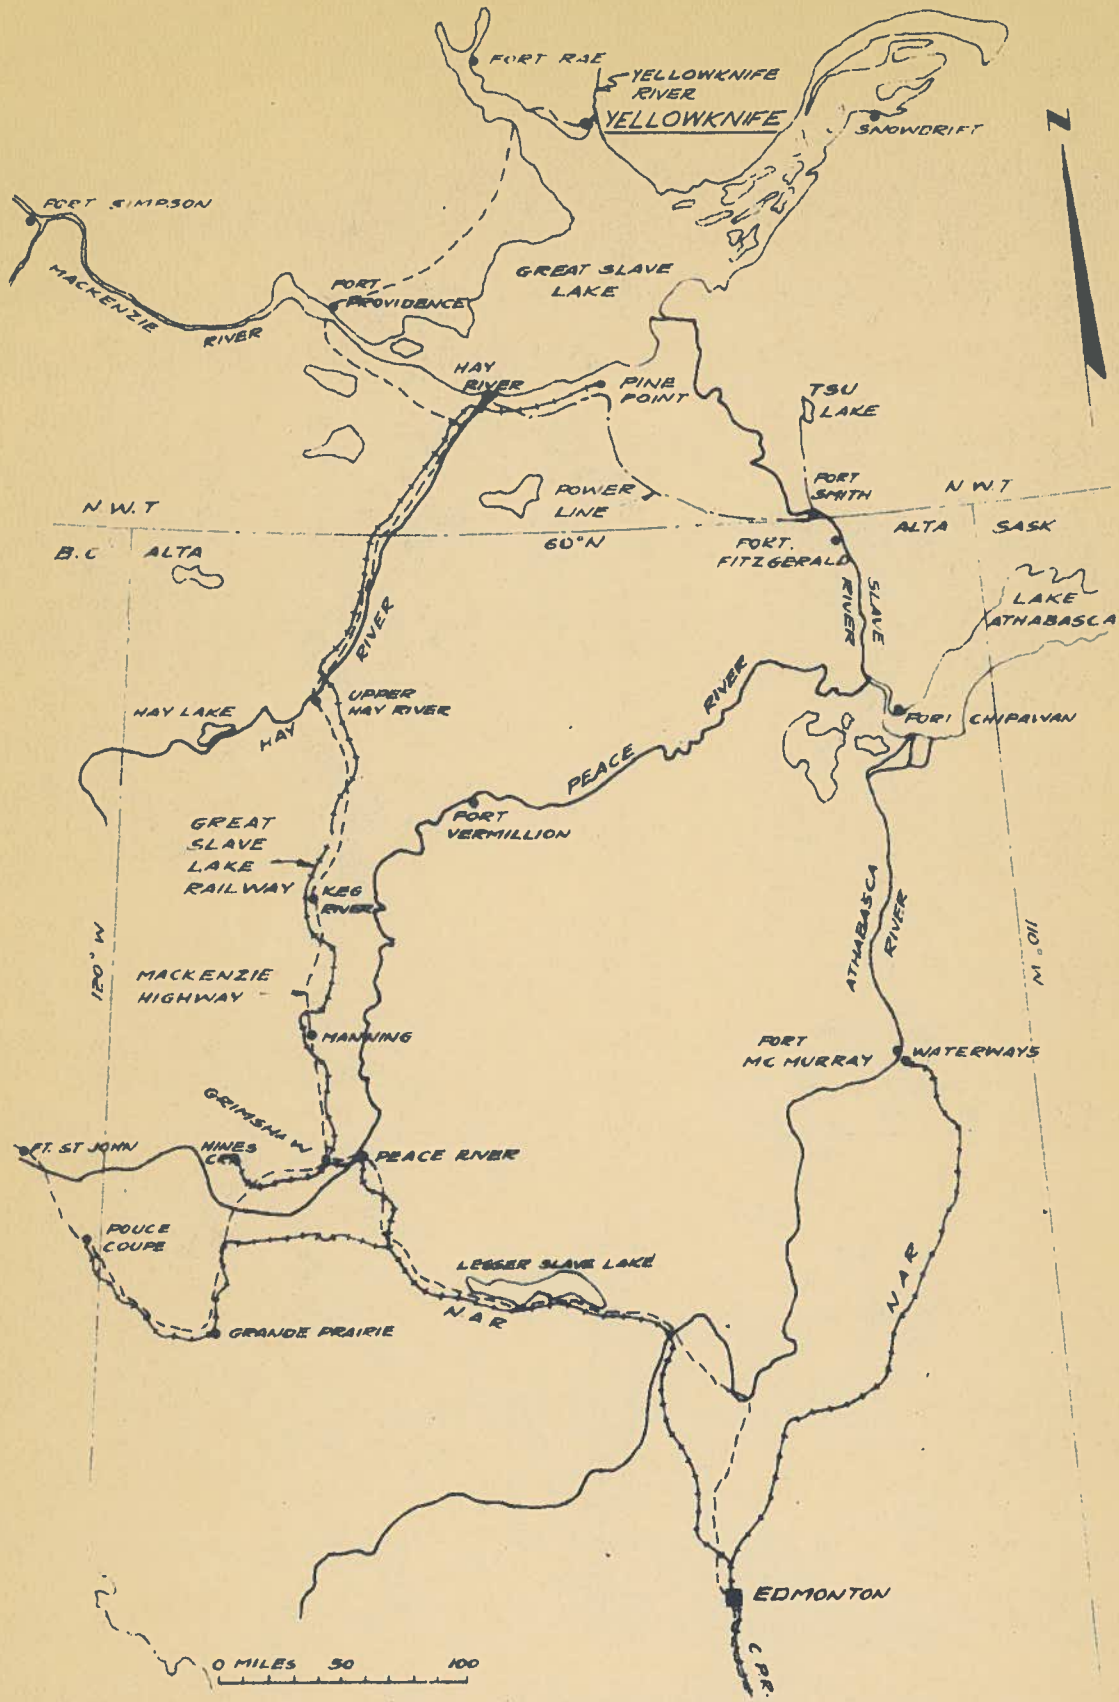 FORT RAE
YELLOWKNIFE
RIVER
YELLOWKNIFE
SNOWDRIFT
N
FORT SIMPSON
MACKENZIE
RIVER
FORT
PROVIDENCE
GREAT SLAVE
LAKE
HAY
RIVER
PINE
POINT
TSU
LAKE
POWER
LINE
FORT
SMITH
N.W.T
N.W.T
B.C
ALTA
60°N
ALTA
SASK
FORT.
FITZGERALD
SLAVE
RIVER
LAKE
ATHABASCA
RIVER
HAY LAKE
HAY
UPPER
HAY RIVER
RIVER
PEACE
FORT CHIPAWYAN
FORT
VERMILLION
GREAT
SLAVE
LAKE
RAILWAY
KEG
RIVER
ATHABASCA
RIVER
120° W
110° W
MACKENZIE
HIGHWAY
MANNING
FORT
MC MURRAY
WATERWAYS
GRIMSHAW
FT. ST JOHN
HINES
CRK
PEACE RIVER
POUCE
COUPE
LESSER SLAVE LAKE
NAR
NAR
GRANDE PRAIRIE
EDMONTON
C.P.R.
0 MILES 50 100